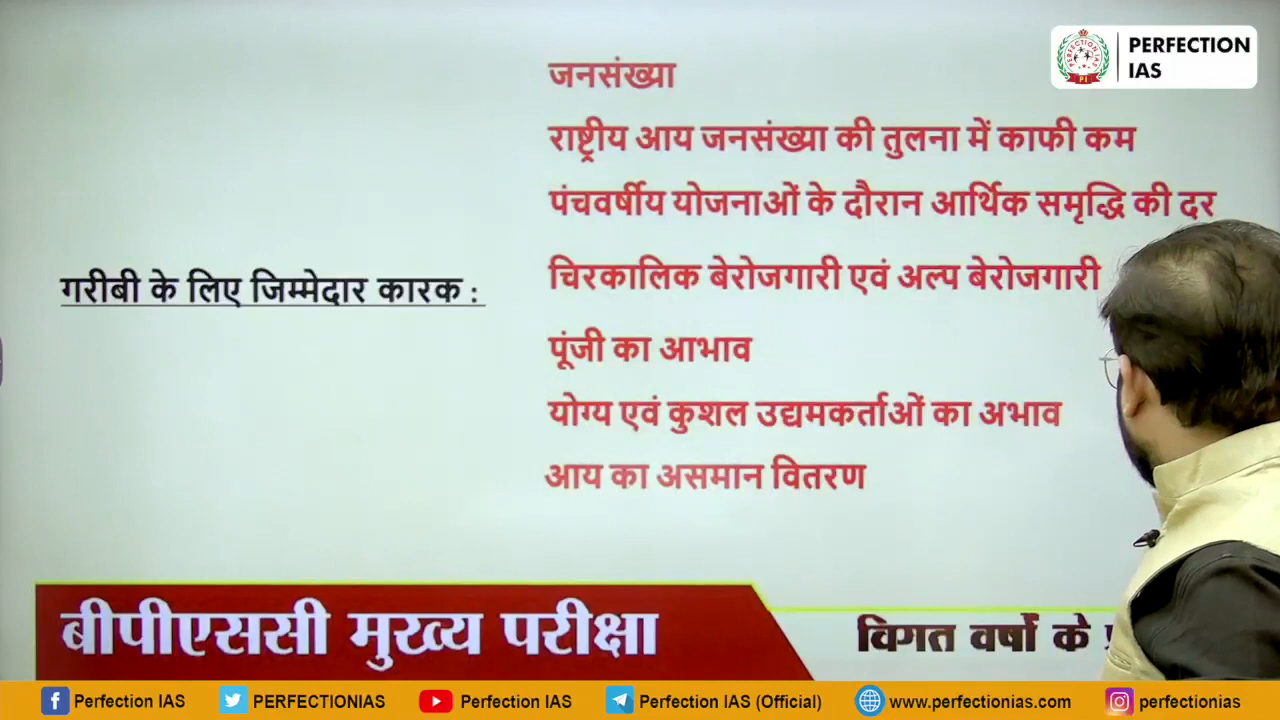 PERFECTION
IAS
जनसंख्या
राष्ट्रीय आय जनसंख्या की तुलना में काफी कम
पंचवर्षीय योजनाओं के दौरान आर्थिक समृद्धि की दर
गरीबी के लिए जिम्मेदार कारक :
चिरकालिक बेरोजगारी एवं अल्प बेरोजगारी
पूंजी का आभाव
योग्य एवं कुशल उद्यमकर्ताओं का अभाव
आय का असमान वितरण
बीपीएससी मुख्य परीक्षा
विगत वर्षो के
Perfection IAS
PERFECTIONIAS
Perfection IAS
Perfection IAS (Official)
www.perfectionias.com
perfectionias